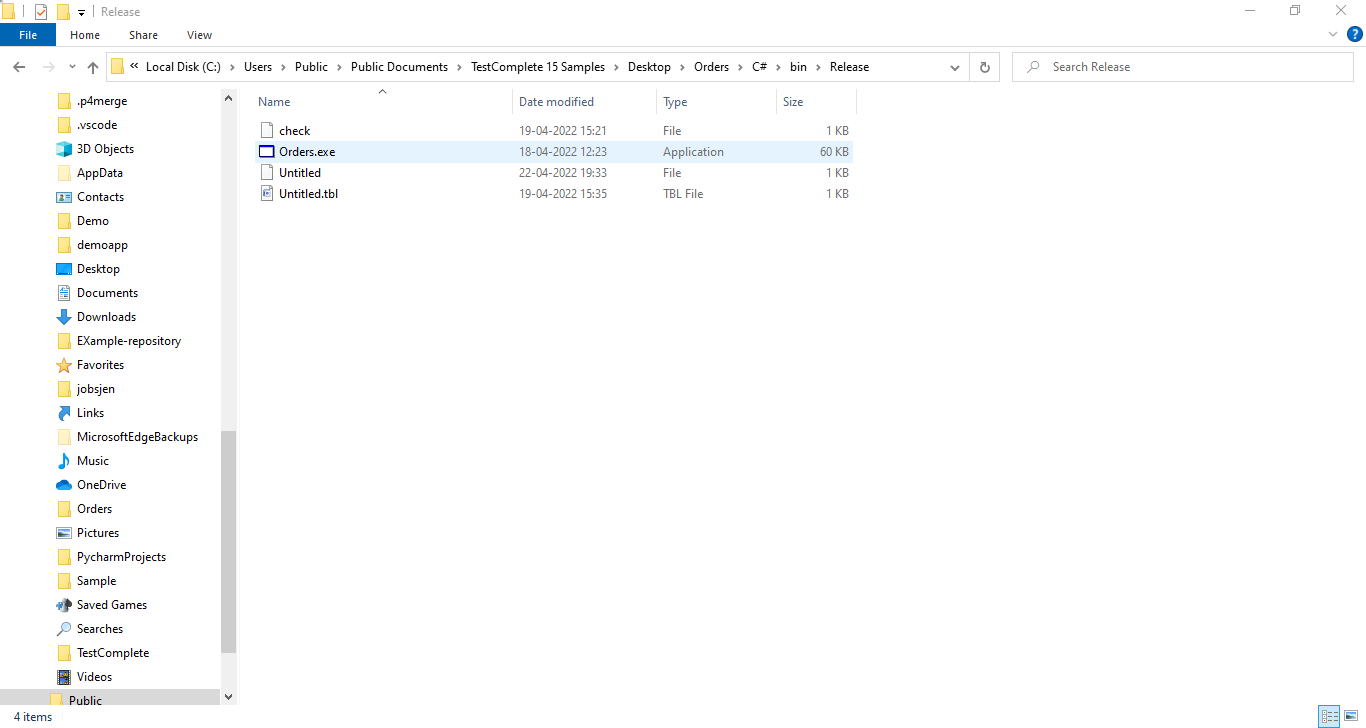 Release
File Home Share View
« Local Disk (C:) › Users › Public › Public Documents › TestComplete 15 Samples › Desktop › Orders › C# › bin › Release
Search Release
.p4merge
.vscode
3D Objects
AppData
Contacts
Demo
demoapp
Desktop
Documents
Downloads
EXample-repository
Favorites
jobsjen
Links
MicrosoftEdgeBackups
Music
OneDrive
Orders
Pictures
PycharmProjects
Sample
Saved Games
Searches
TestComplete
Videos
Public
Name Date modified Type Size
check 19-04-2022 15:21 File 1 KB
Orders.exe 18-04-2022 12:23 Application 60 KB
Untitled 22-04-2022 19:33 File 1 KB
Untitled.tbl 19-04-2022 15:35 TBL File 1 KB
4 items